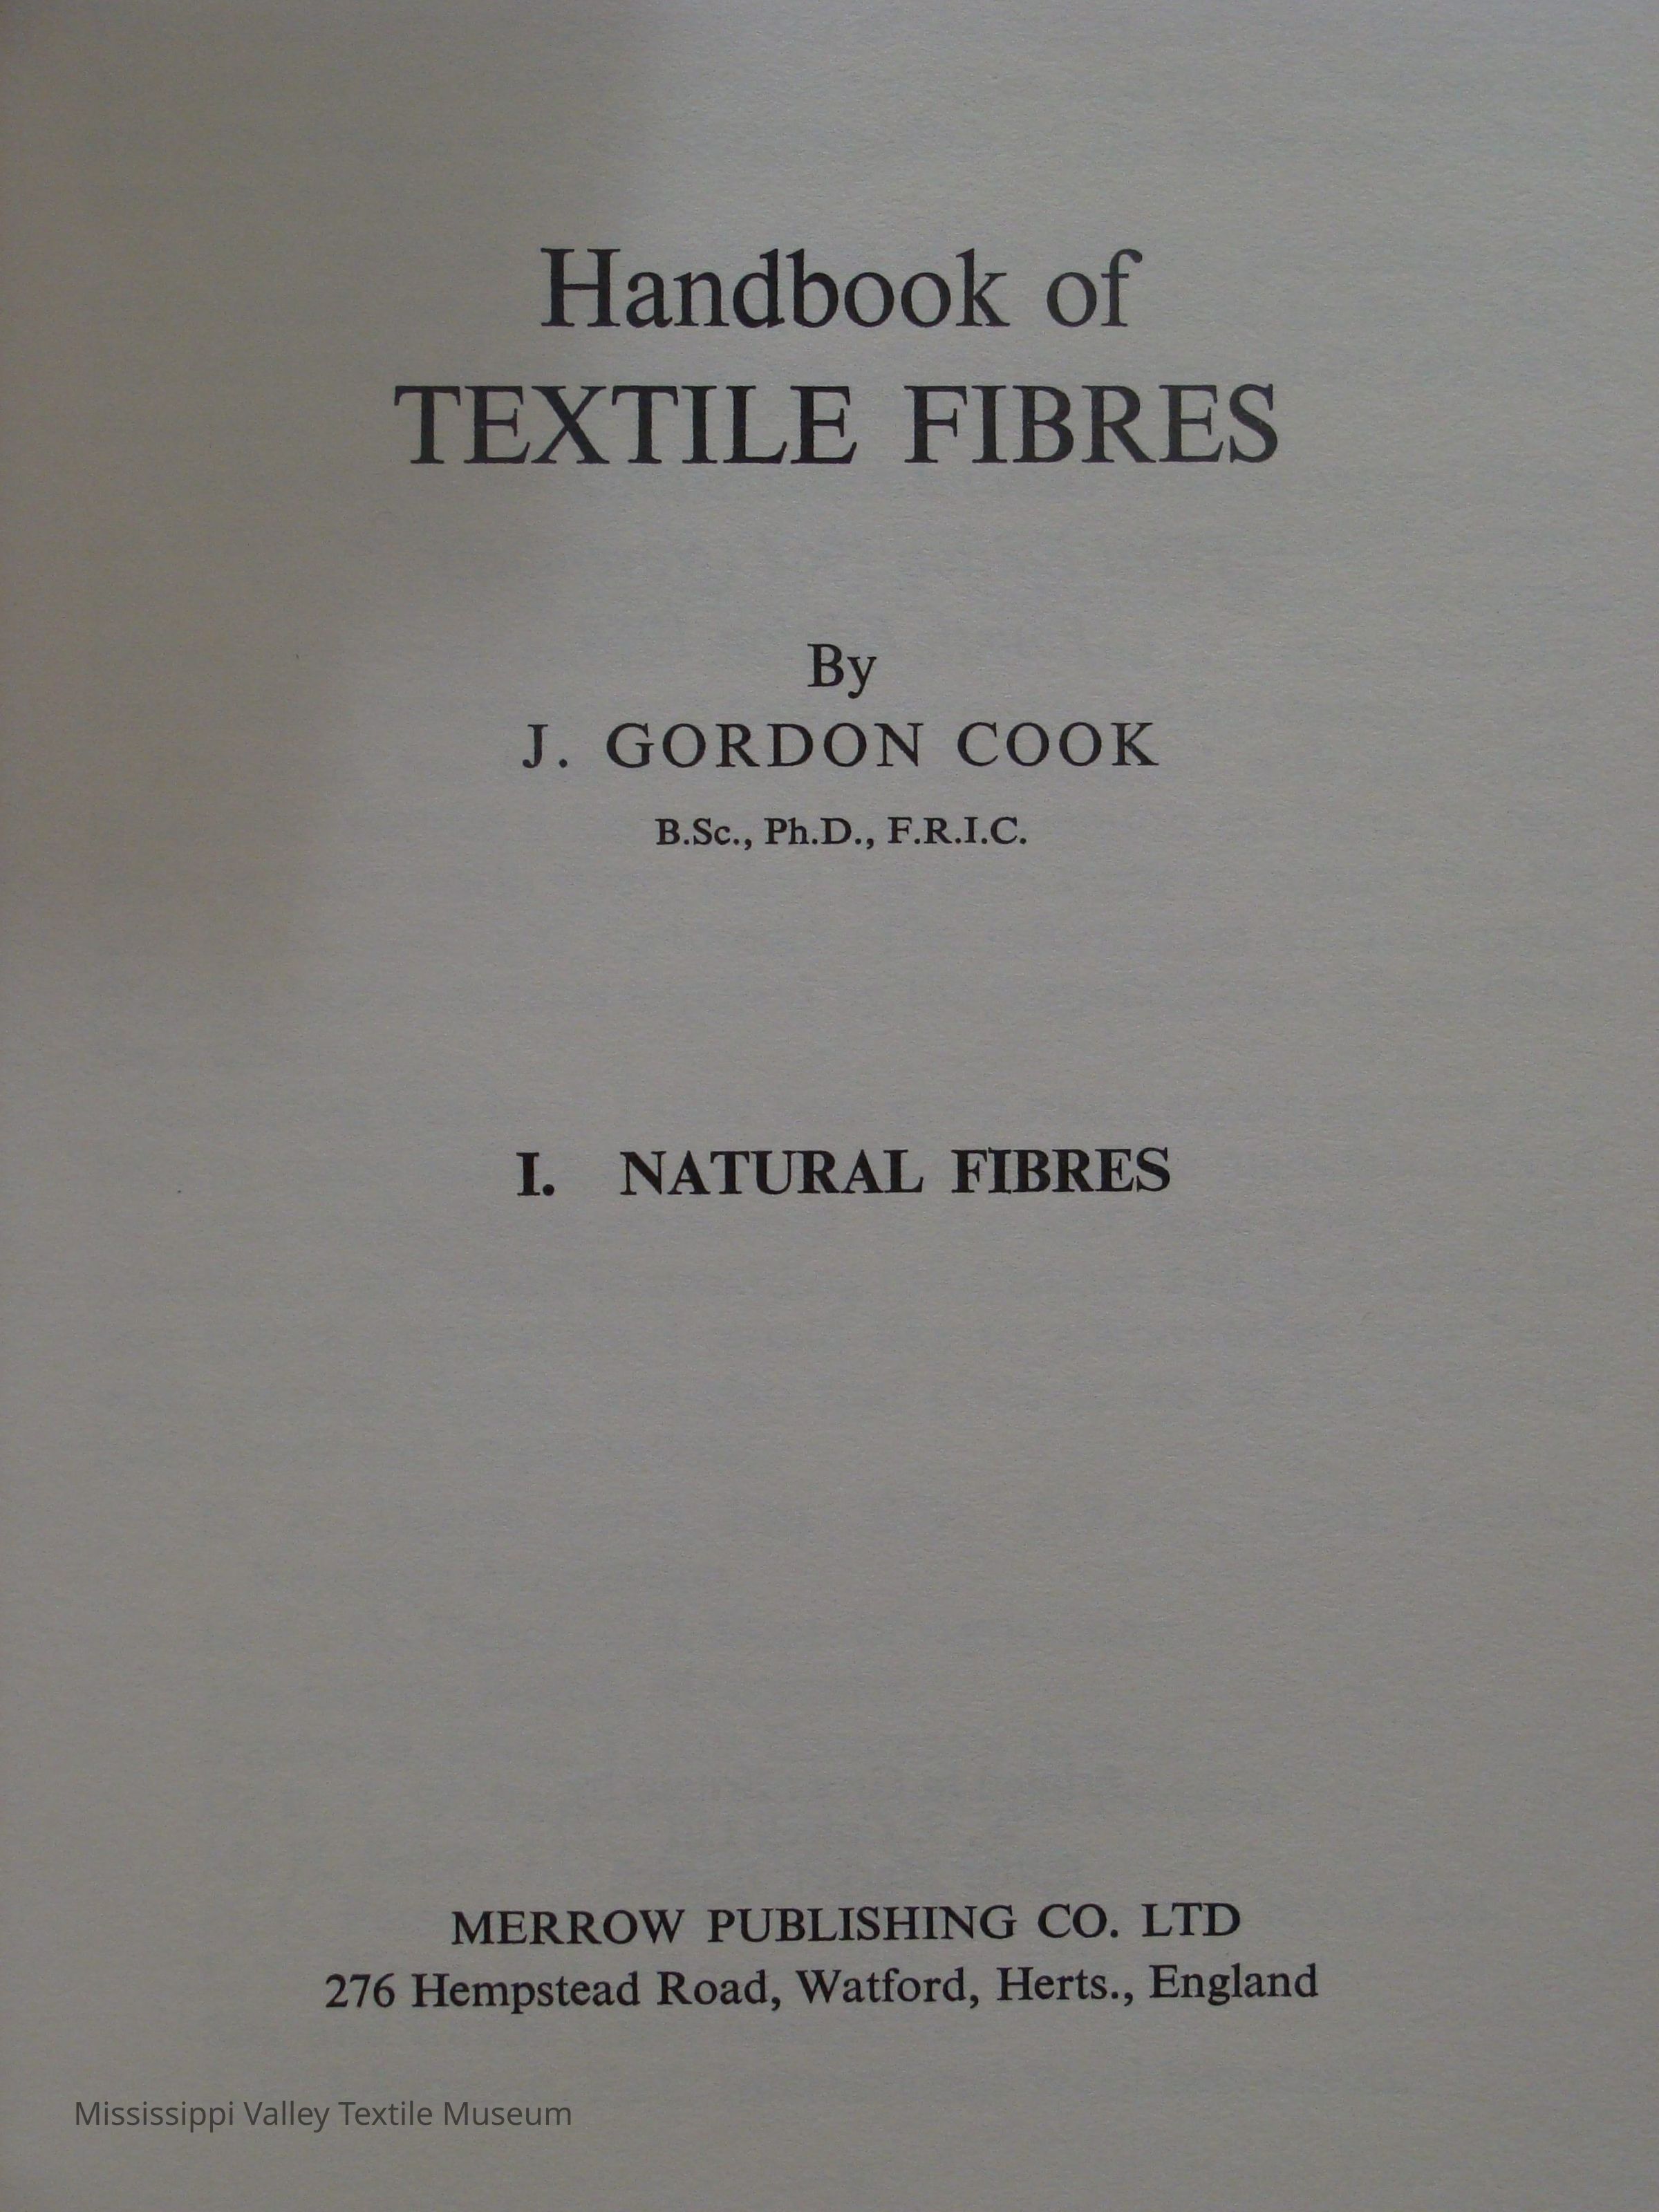 Handbook of
TEXTILE FIBRES
By
J. GORDON COOK
B.Sc., Ph.D., F.R.I.C.
I. NATURAL FIBRES
MERROW PUBLISHING CO. LTD
276 Hempstead Road, Watford, Herts., England
Mississippi Valley Textile Museum